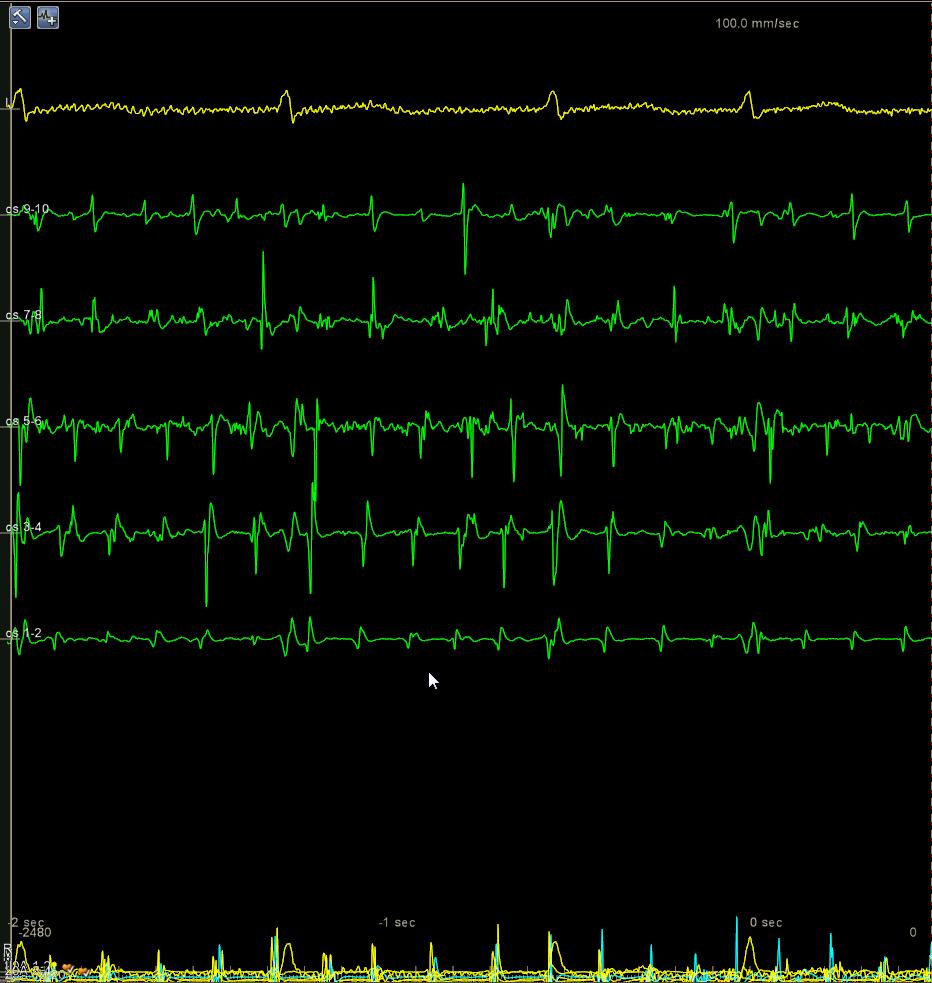 100.0 mm/sec
I
cs 9-10
cs 7-8
cs 5-6
cs 3-4
cs 1-2
-2 sec
-1 sec
0 sec
-2480
0